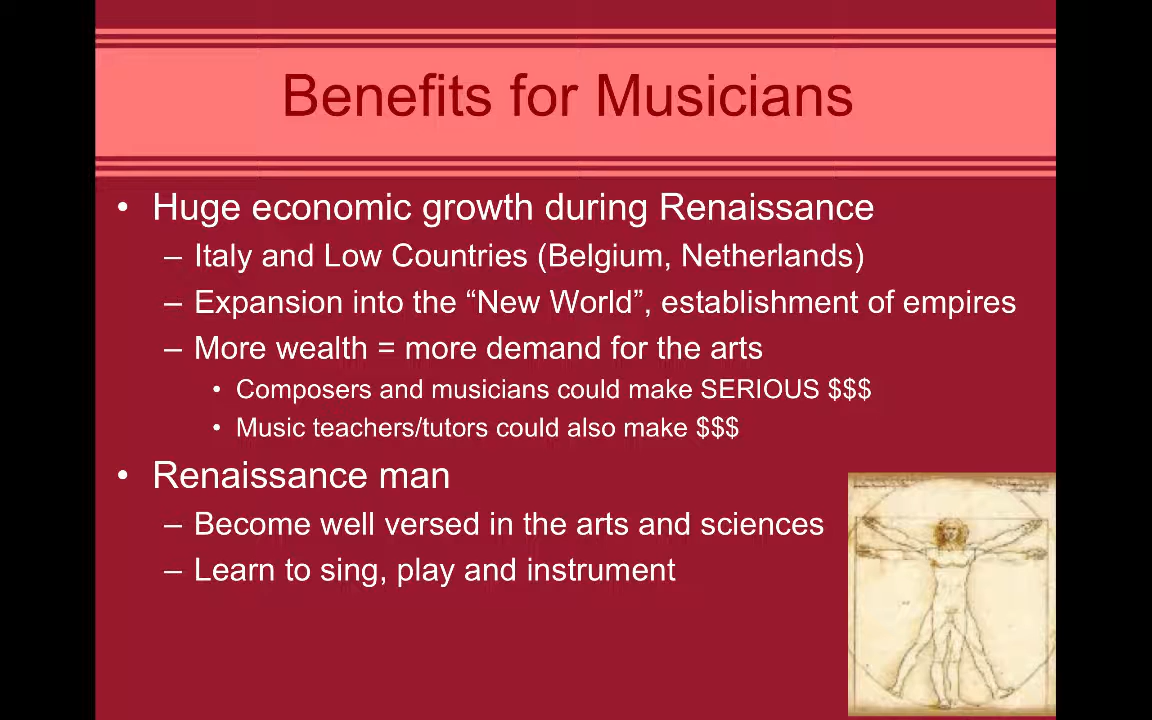 Benefits for Musicians
• Huge economic growth during Renaissance
– Italy and Low Countries (Belgium, Netherlands)
– Expansion into the “New World”, establishment of empires
– More wealth = more demand for the arts
• Composers and musicians could make SERIOUS $$$
• Music teachers/tutors could also make $$$
• Renaissance man
– Become well versed in the arts and sciences
– Learn to sing, play and instrument